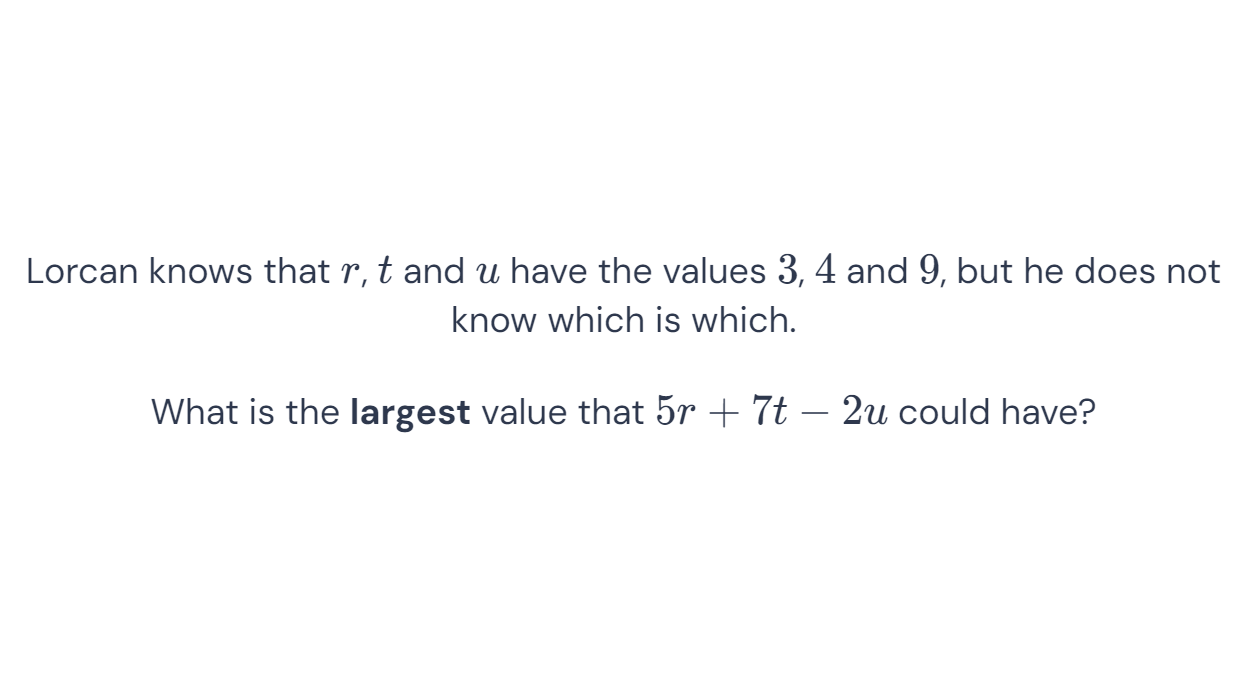 Lorcan knows that r, t and u have the values 3, 4 and 9, but he does not
know which is which.
What is the largest value that 5r + 7t − 2u could have?